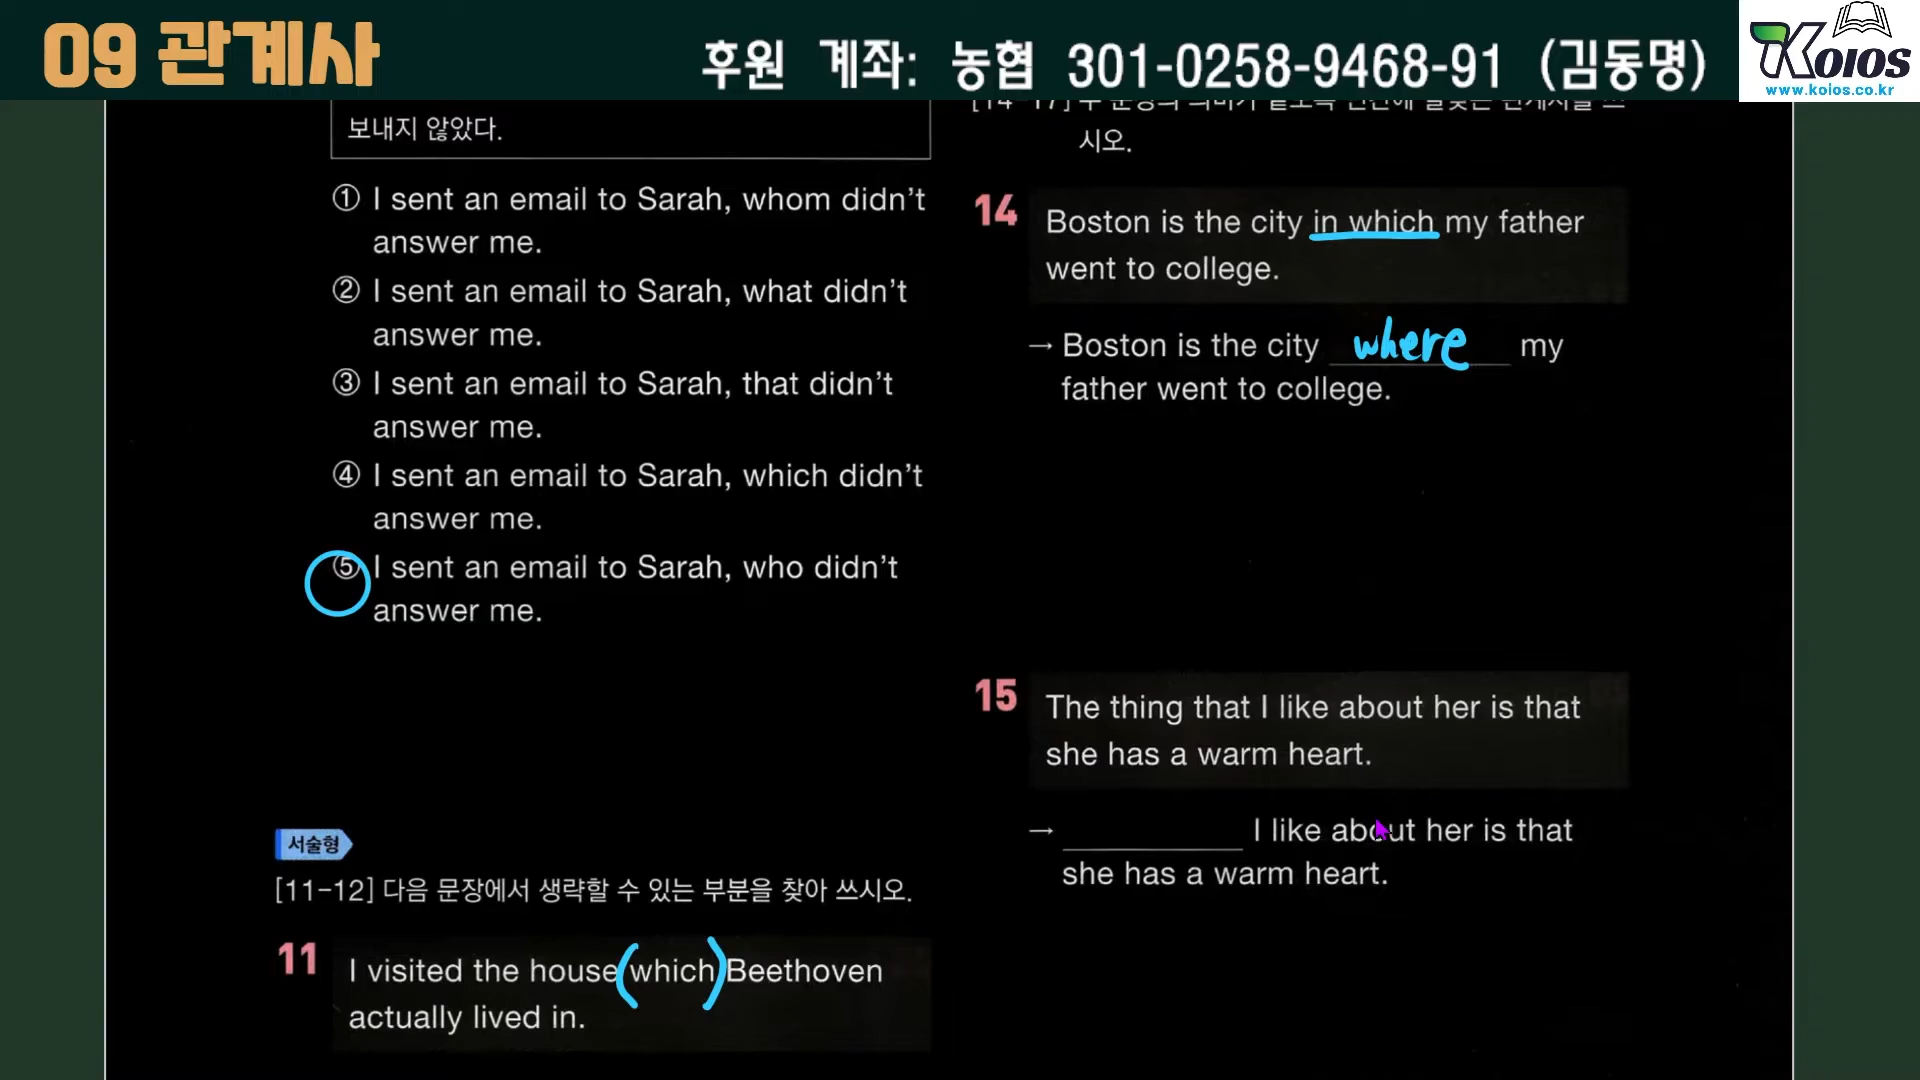 09 관계사
후원 계좌: 농협 301-0258-9468-91 (김동명)
KOIOS
www.koios.co.kr
보내지 않았다.
① I sent an email to Sarah, whom didn't
answer me.
② I sent an email to Sarah, what didn't
answer me.
③ I sent an email to Sarah, that didn't
answer me.
④ I sent an email to Sarah, which didn't
answer me.
⑤ I sent an email to Sarah, who didn't
answer me.
서술형
[11-12] 다음 문장에서 생략할 수 있는 부분을 찾아 쓰시오.
11 I visited the house (which) Beethoven
actually lived in.
시오.
14 Boston is the city in which my father
went to college.
→ Boston is the city where my
father went to college.
15 The thing that I like about her is that
she has a warm heart.
→ I like about her is that
she has a warm heart.